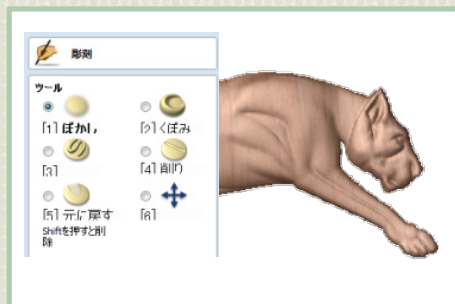 彫刻
ツール
[1] ぼかし
[2] くぼみ
[3]
[4] 削り
[5] 元に戻す
[6]
Shiftを押すと削
除